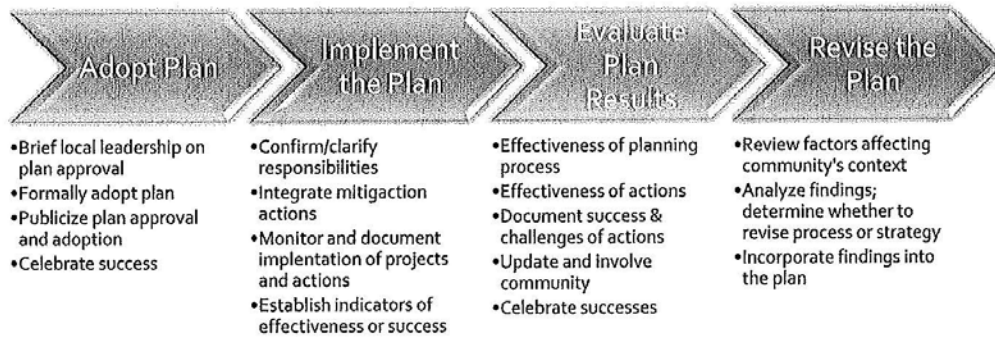 Adopt Plan
Implement
the Plan
Evaluate
Plan
Results
Revise the
Plan
•Brief local leadership on
plan approval
•Formally adopt plan
•Publicize plan approval
and adoption
•Celebrate success
•Confirm/clarify
responsibilities
•Integrate mitigaction
actions
•Monitor and document
implentation of projects
and actions
•Establish indicators of
effectiveness or success
•Effectiveness of planning
process
•Effectiveness of actions
•Document success &
challenges of actions
•Update and involve
community
•Celebrate successes
•Review factors affecting
community's context
•Analyze findings;
determine whether to
revise process or strategy
•Incorporate findings into
the plan